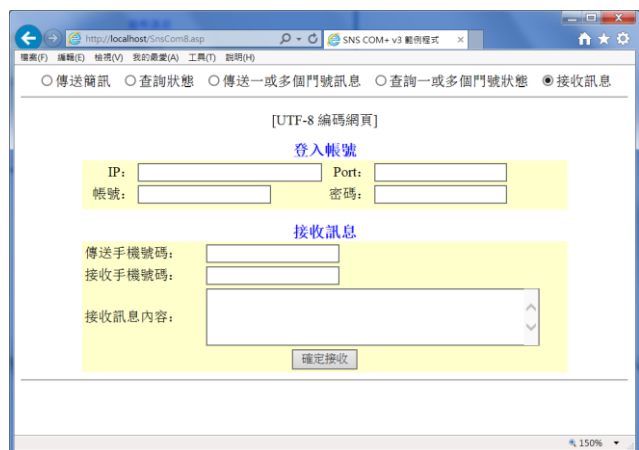 http://localhost/SnsCom8.asp
SNS COM+ v3 範例程式
檔案(F) 編輯(E) 檢視(V) 我的最愛(A) 工具(T) 說明(H)
傳送簡訊 查詢狀態 傳送一或多個門號訊息 查詢一或多個門號狀態 接收訊息
[UTF-8 編碼網頁]
登入帳號
IP: Port:
帳號: 密碼:
接收訊息
傳送手機號碼:
接收手機號碼:
接收訊息內容:
確定接收
150%